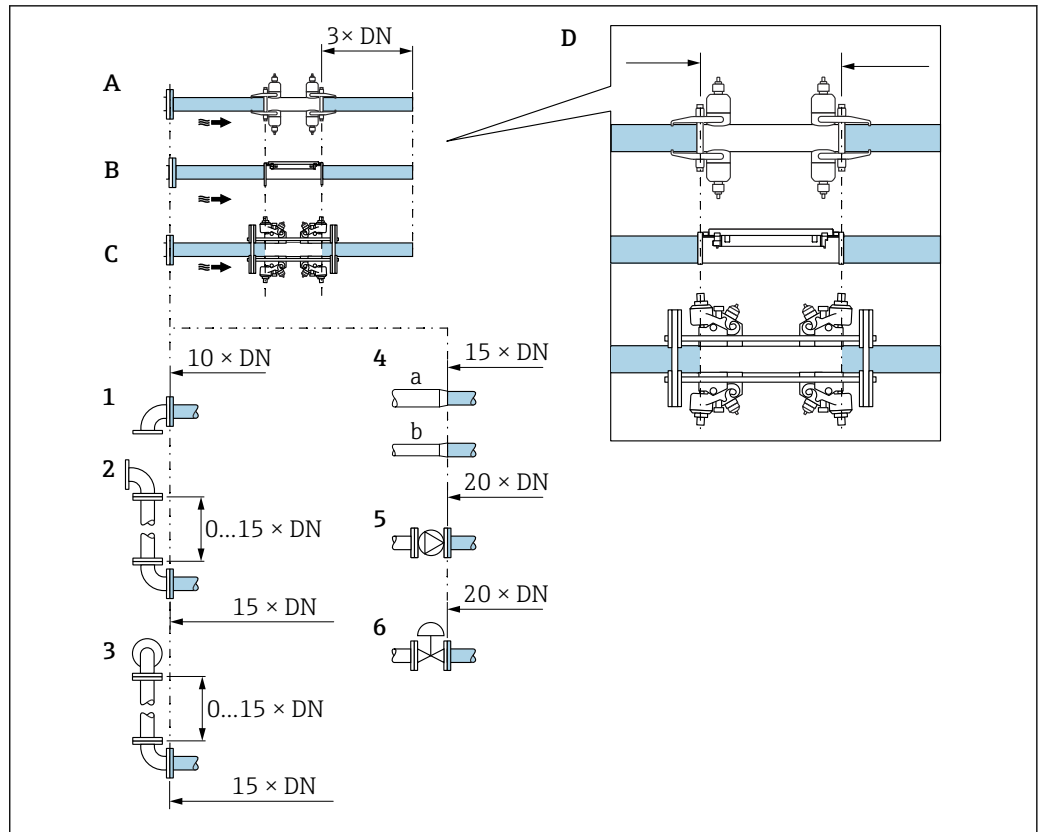 3× DN
D
A
B
C
10 × DN
4
15 × DN
1
a
b
2
20 × DN
0...15 × DN
5
15 × DN
20 × DN
6
3
0...15 × DN
15 × DN